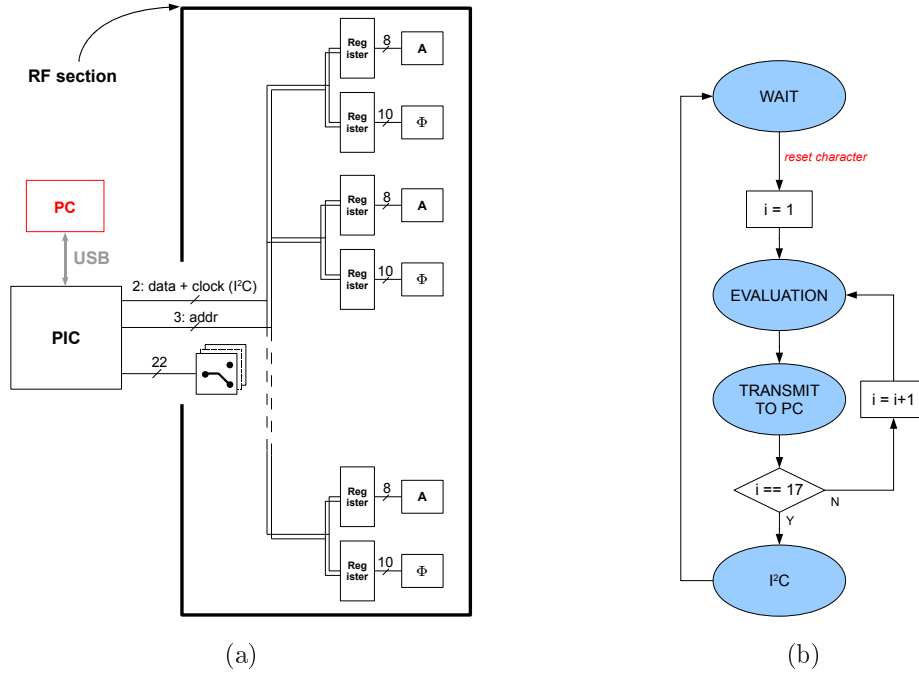 RF section
Reg
ister
8
A
Reg
ister
10
Φ
Reg
ister
8
A
Reg
ister
10
Φ
PC
USB
PIC
2: data + clock (I²C)
3: addr
22
Reg
ister
8
A
Reg
ister
10
Φ
(a)
WAIT
reset character
i = 1
EVALUATION
TRANSMIT
TO PC
i = i+1
i == 17
N
Y
I²C
(b)